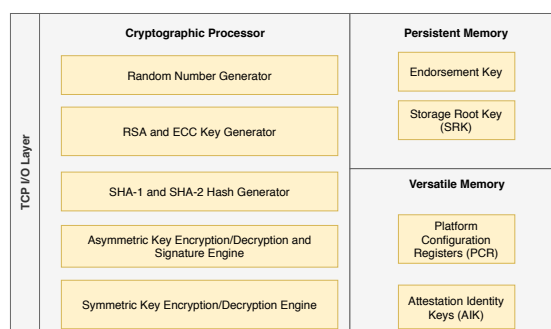 TCP I/O Layer
Cryptographic Processor
Random Number Generator
RSA and ECC Key Generator
SHA-1 and SHA-2 Hash Generator
Asymmetric Key Encryption/Decryption and
Signature Engine
Symmetric Key Encryption/Decryption Engine
Persistent Memory
Endorsement Key
Storage Root Key
(SRK)
Versatile Memory
Platform
Configuration
Registers (PCR)
Attestation Identity
Keys (AIK)